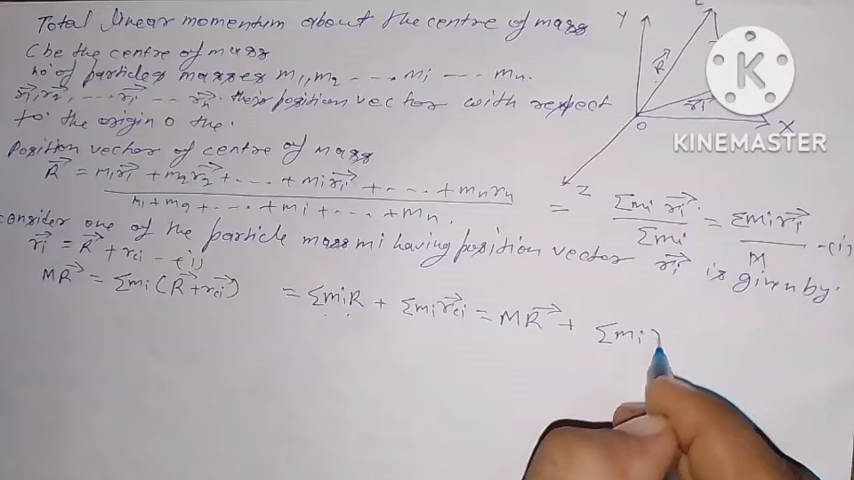 Total linear momentum about the centre of mass
C be the centre of mass
no of particles masses m1, m2 --- mi --- mn.
r1, r2, ... ri -- rn their position vector with respect
to the origin O the.
Position vector of centre of mass
R = m1r1 + m2r2 + ... + miri + ... + mnrn
m1 + m2 + ... + mi + ... + mn.
= Σmi ri / Σmi = Σmiri / M -(i)
consider one of the particle mass mi having position vector ri is given by.
ri = R + rci -(i)
MR = Σmi(R + rci) = ΣmiR + Σmirci = MR + Σmi
Y
C
R
ri
O
X
Z
K
KINEMASTER